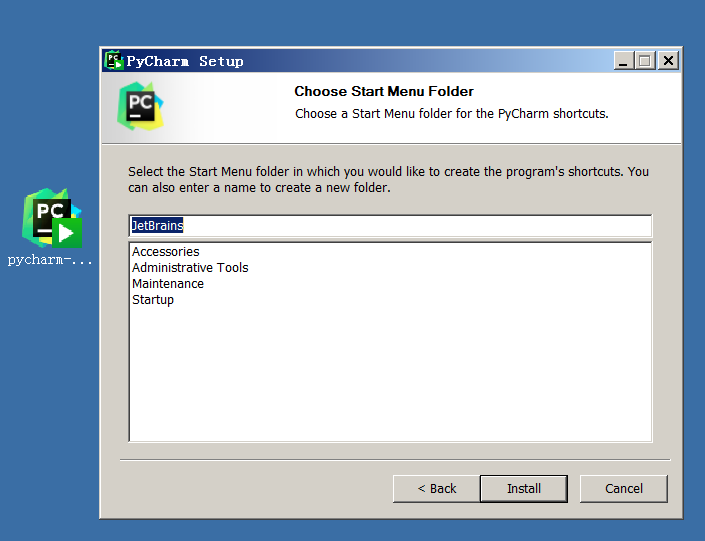 PyCharm Setup
Choose Start Menu Folder
Choose a Start Menu folder for the PyCharm shortcuts.
Select the Start Menu folder in which you would like to create the program's shortcuts. You
can also enter a name to create a new folder.
JetBrains
Accessories
Administrative Tools
Maintenance
Startup
< Back
Install
Cancel
PC
PC
pycharm-...